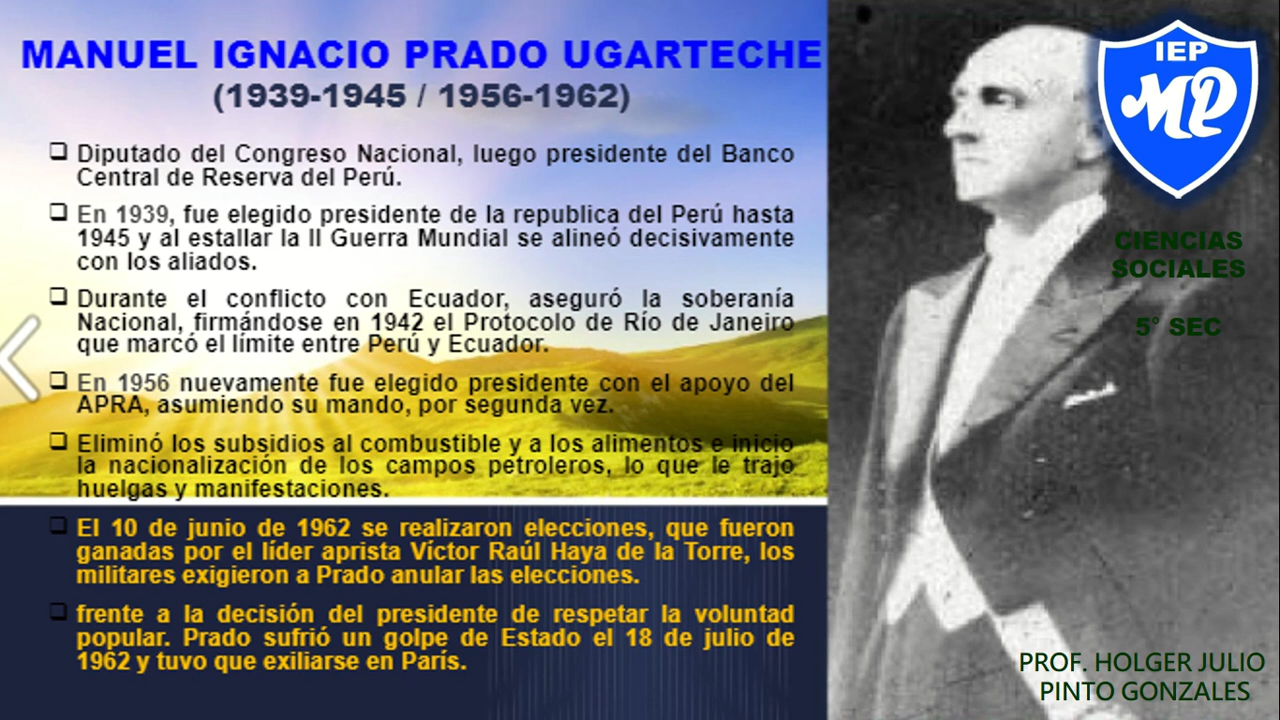 MANUEL IGNACIO PRADO UGARTECHE
(1939-1945 / 1956-1962)
Diputado del Congreso Nacional, luego presidente del Banco
Central de Reserva del Perú.
En 1939, fue elegido presidente de la republica del Perú hasta
1945 y al estallar la II Guerra Mundial se alineó decisivamente
con los aliados.
Durante el conflicto con Ecuador, aseguró la soberanía
Nacional, firmándose en 1942 el Protocolo de Río de Janeiro
que marcó el límite entre Perú y Ecuador.
En 1956 nuevamente fue elegido presidente con el apoyo del
APRA, asumiendo su mando, por segunda vez.
Eliminó los subsidios al combustible y a los alimentos e inicio
la nacionalización de los campos petroleros, lo que le trajo
huelgas y manifestaciones.
El 10 de junio de 1962 se realizaron elecciones, que fueron
ganadas por el líder aprista Víctor Raúl Haya de la Torre, los
militares exigieron a Prado anular las elecciones.
frente a la decisión del presidente de respetar la voluntad
popular. Prado sufrió un golpe de Estado el 18 de julio de
1962 y tuvo que exiliarse en París.
IEP
MP
CIENCIAS
SOCIALES
5° SEC
PROF. HOLGER JULIO
PINTO GONZALES